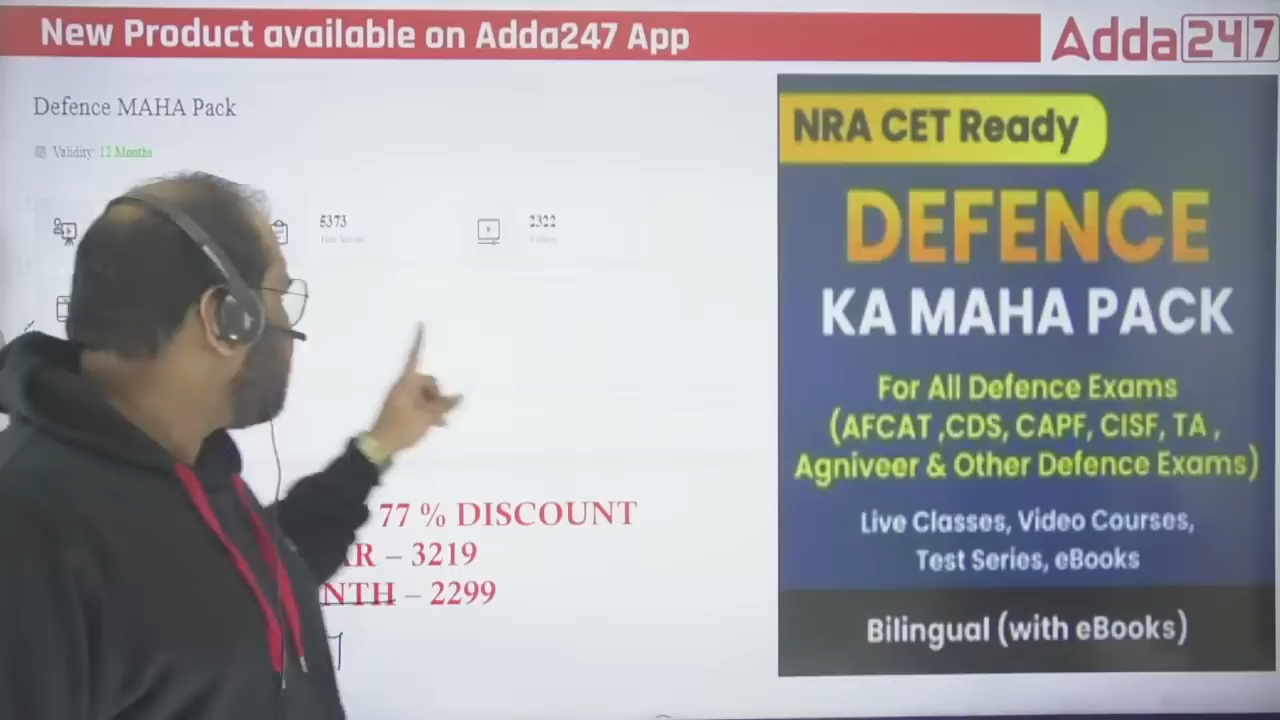 New Product available on Adda247 App
Adda247
Defence MAHA Pack
Validity: 12 Months
5373
2322
77 % DISCOUNT
AR – 3219
NTH – 2299
NRA CET Ready
DEFENCE
KA MAHA PACK
For All Defence Exams
(AFCAT ,CDS, CAPF, CISF, TA ,
Agniveer & Other Defence Exams)
Live Classes, Video Courses,
Test Series, eBooks
Bilingual (with eBooks)